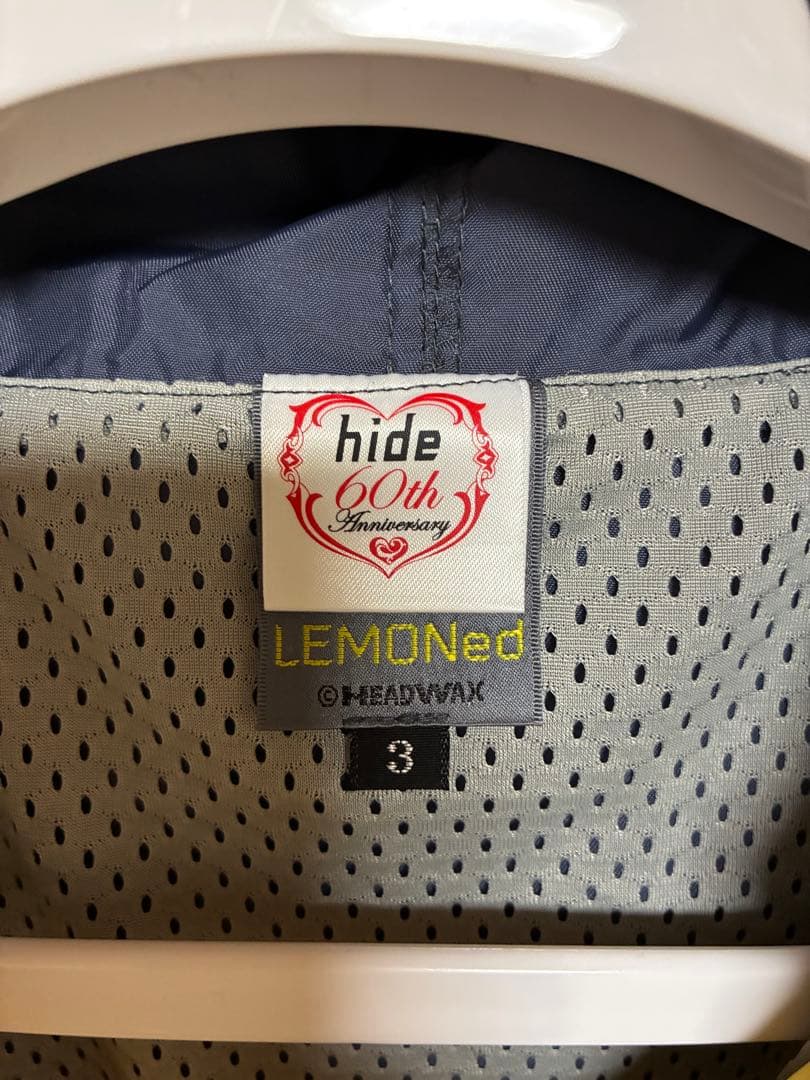 hide
60th
Anniversary
LEMONed
©HEADWAX
3